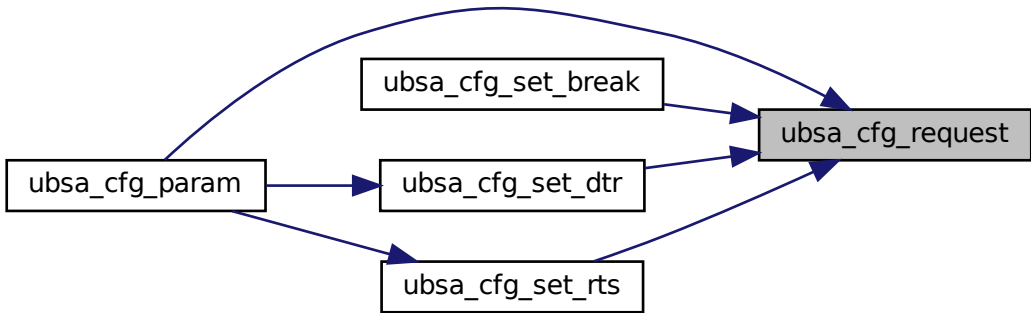 ubsa_cfg_set_break
ubsa_cfg_request
ubsa_cfg_param
ubsa_cfg_set_dtr
ubsa_cfg_set_rts